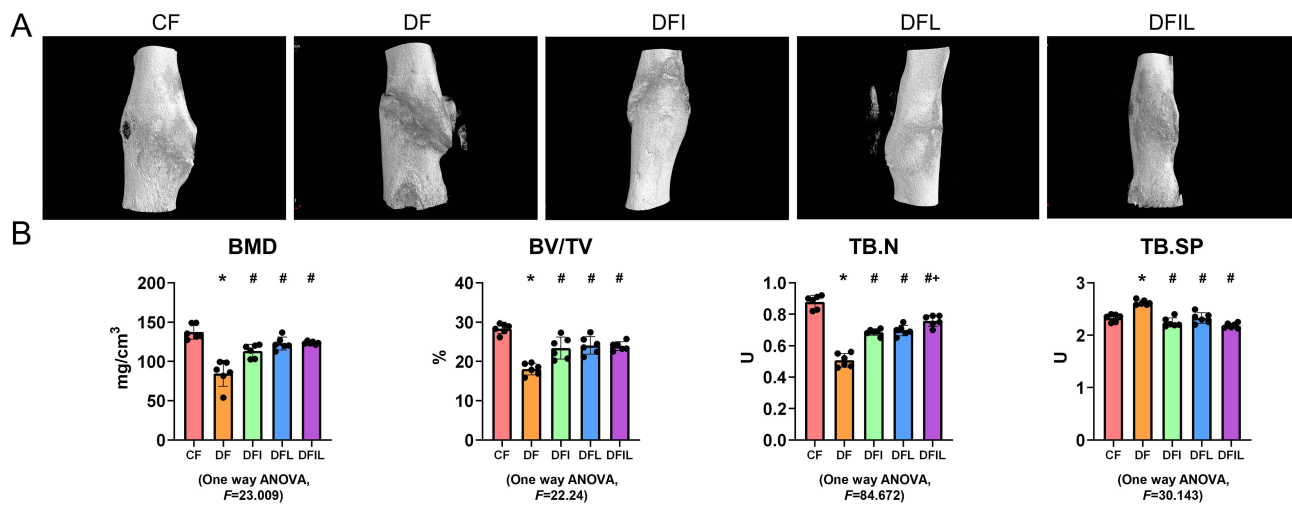 A
CF DF DFI DFL DFIL
B
BMD BV/TV TB.N TB.SP
* # # #
* # # #
* # # #+
* # # #
200
150
100
50
0
mg/cm³
CF DF DFI DFL DFIL
(One way ANOVA,
F=23.009)
40
30
20
10
0
%
CF DF DFI DFL DFIL
(One way ANOVA,
F=22.24)
1.0
0.8
0.6
0.4
0.2
0.0
U
CF DF DFI DFL DFIL
(One way ANOVA,
F=84.672)
3
2
1
0
U
CF DF DFI DFL DFIL
(One way ANOVA,
F=30.143)